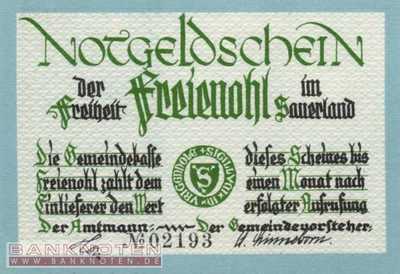 Notgeldschein
der Freiheit Freienohl im Sauerland
Die Gemeindekasse
Freienohl zahlt dem
Einlieferer den Wert
dieses Scheines bis
einen Monat nach
erfolgter Aufrufung
Der Amtmann: Der Gemeindevorsteher:
S
№ 02193
BANKNOTEN
WWW.BANKNOTEN.DE